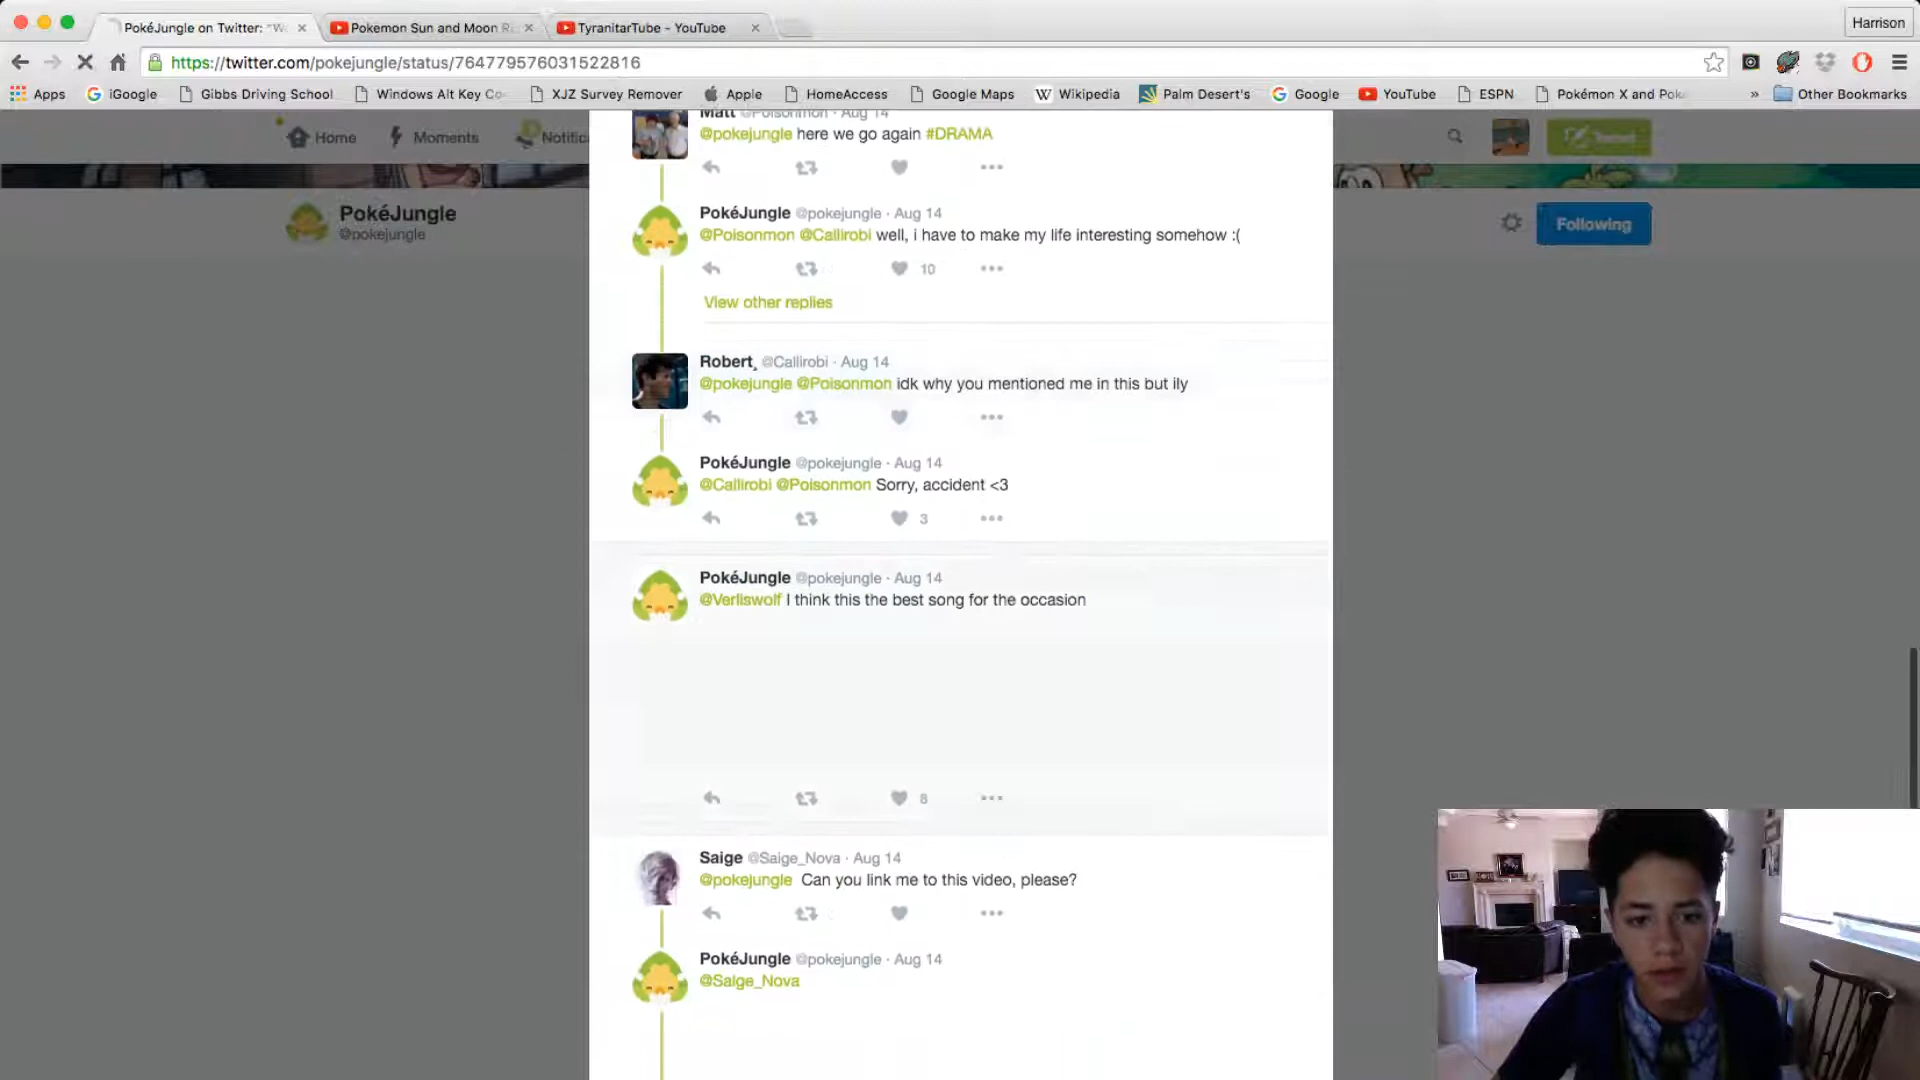 PokéJungle on Twitter: "We
Pokemon Sun and Moon R
TyranitarTube - YouTube
Harrison
https://twitter.com/pokejungle/status/764779576031522816
Apps
iGoogle
Gibbs Driving School
Windows Alt Key Co
XJZ Survey Remover
Apple
HomeAccess
Google Maps
Wikipedia
Palm Desert's
Google
YouTube
ESPN
Pokémon X and Pok
»
Other Bookmarks
Home
Moments
Notific
PokéJungle
@pokejungle
Following
Matt @Poisonmon · Aug 14
@pokejungle here we go again #DRAMA
PokéJungle @pokejungle · Aug 14
@Poisonmon @Callirobi well, i have to make my life interesting somehow :(
10
View other replies
Robert¸ @Callirobi · Aug 14
@pokejungle @Poisonmon idk why you mentioned me in this but ily
PokéJungle @pokejungle · Aug 14
@Callirobi @Poisonmon Sorry, accident <3
3
PokéJungle @pokejungle · Aug 14
@Verliswolf I think this the best song for the occasion
8
Saige @Saige_Nova · Aug 14
@pokejungle Can you link me to this video, please?
PokéJungle @pokejungle · Aug 14
@Saige_Nova